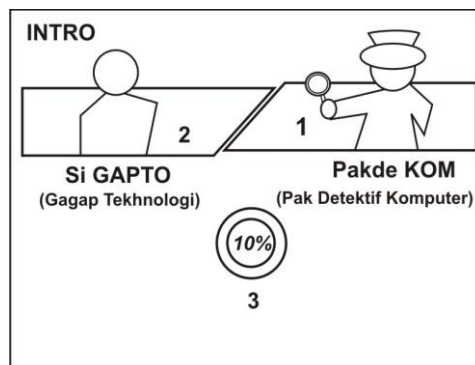 INTRO
2
1
Si GAPTO
(Gagap Tekhnologi)
Pakde KOM
(Pak Detektif Komputer)
10%
3